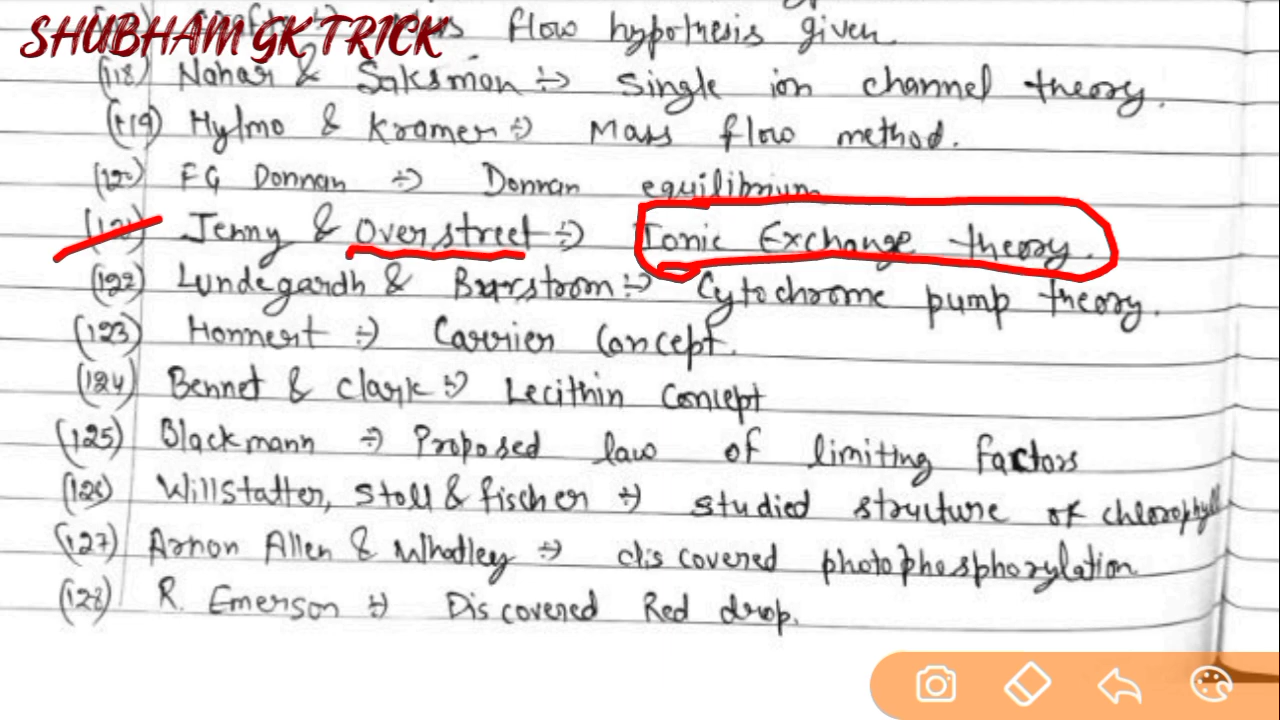 SHUBHAM GK TRICK
flow hypothesis given.
(118) Nahar & Saksmon ÷> Single ion channel theory.
(119) Hylmo & Kramer ÷) Mass flow method.
(120) FG Donnan ÷) Donnan equilibrium
(121) Jenny & Overstreet ÷) Ionic Exchange theory.
(122) Lundegardh & Burstrom ÷> Cytochrome pump theory.
(123) Honnert ÷) Carrier Concept.
(124) Bennet & clark ÷) Lecithin Concept
(125) Blackmann ÷) Proposed law of limiting factors
(126) Willstatter, Stoll & fischer ÷) studied structure of chlorophyll
(127) Arnon Allen & Whatley ÷) discovered photophosphorylation
(128) R. Emerson ÷) Discovered Red drop.